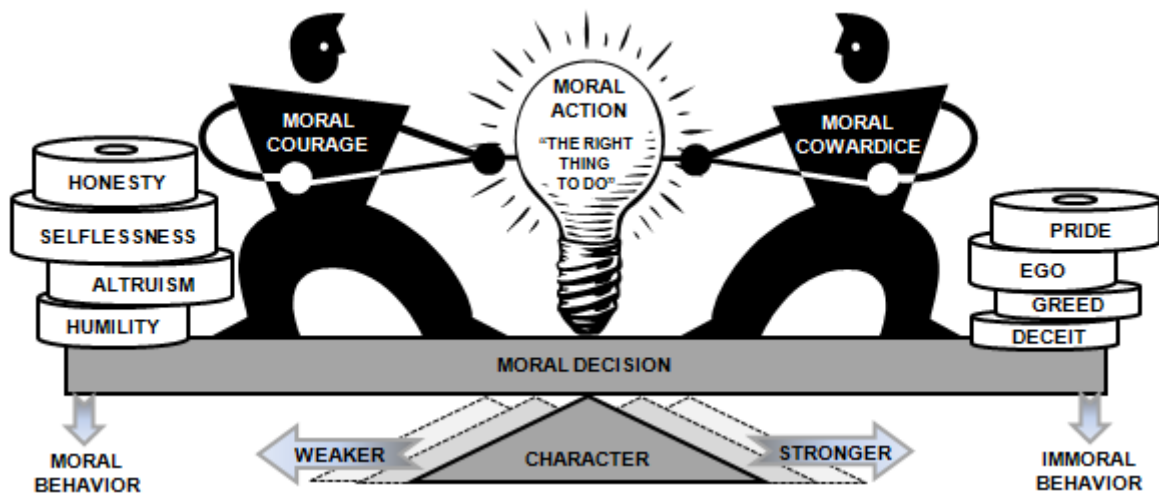 MORAL
COURAGE
MORAL
ACTION
"THE RIGHT
THING
TO DO"
MORAL
COWARDICE
HONESTY
SELFLESSNESS
ALTRUISM
HUMILITY
PRIDE
EGO
GREED
DECEIT
MORAL DECISION
MORAL
BEHAVIOR
WEAKER
CHARACTER
STRONGER
IMMORAL
BEHAVIOR